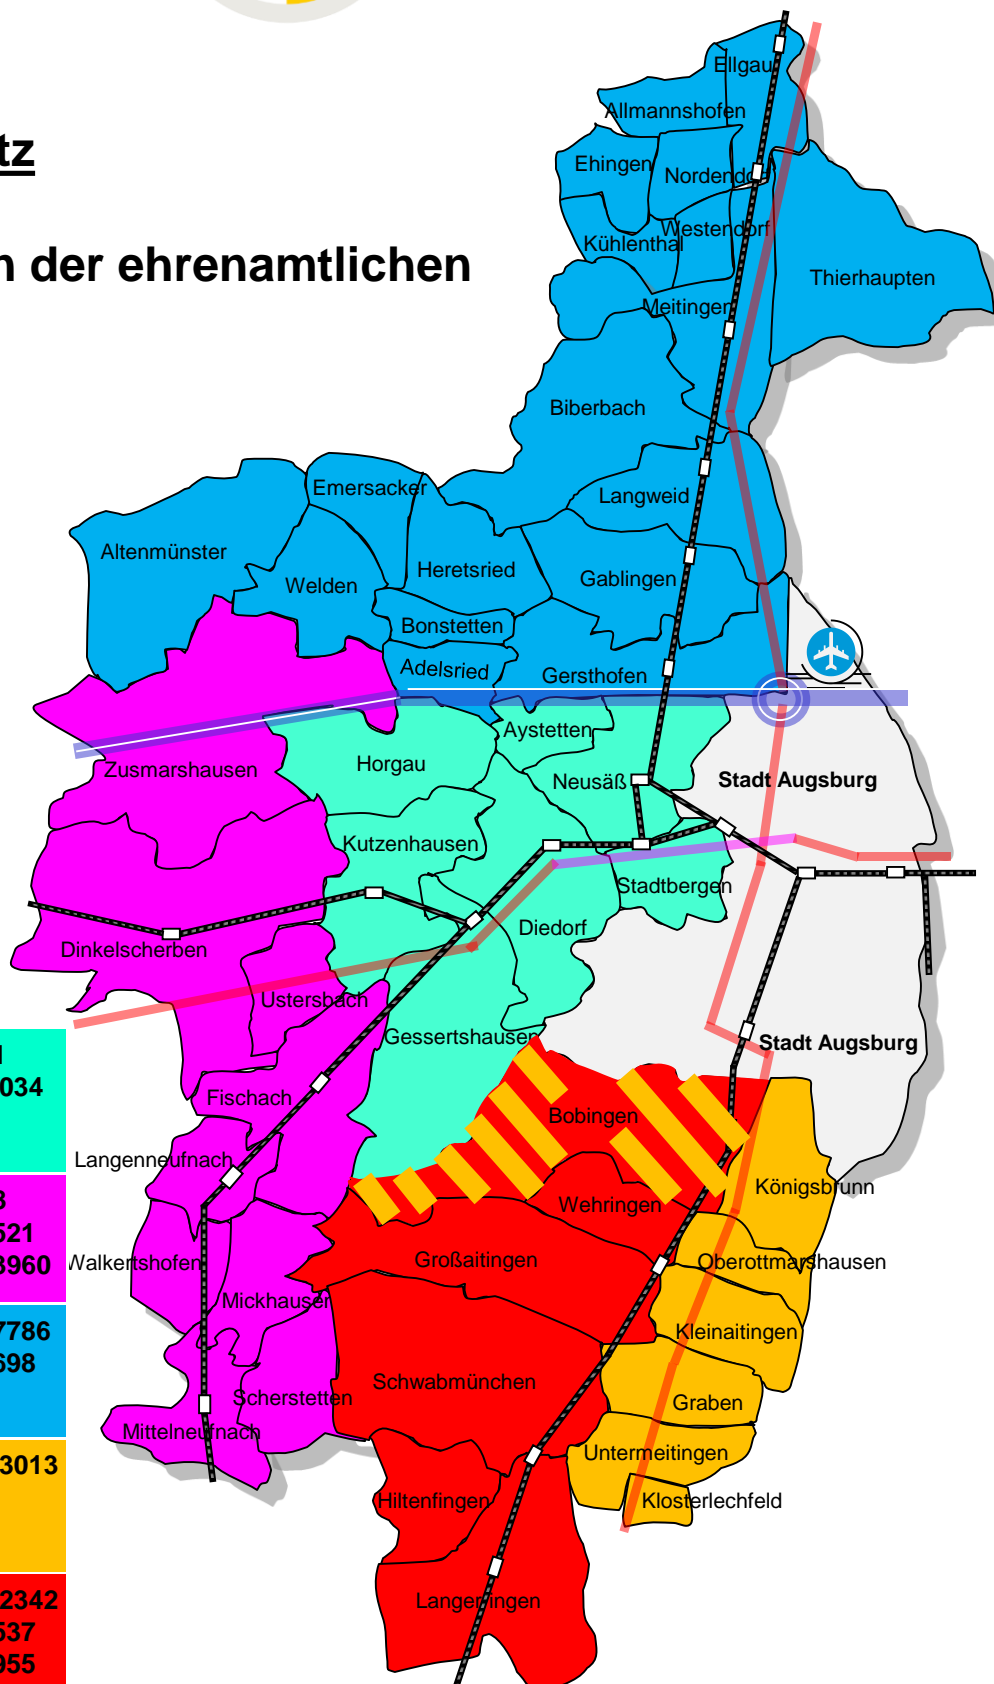 tz
n der ehrenamtlichen
Ellgau
Allmannshofen
Ehingen
Nordendorf
Westendorf
Kühlenthal
Thierhaupten
Meitingen
Biberbach
Emersacker
Langweid
Altenmünster
Welden
Heretsried
Gablingen
Bonstetten
Adelsried
Gersthofen
Aystetten
Horgau
Zusmarshausen
Neusäß
Stadt Augsburg
Kutzenhausen
Stadtbergen
Diedorf
Dinkelscherben
Ustersbach
Gessertshausen
Stadt Augsburg
034
Fischach
Bobingen
Langenneufnach
Königsbrunn
8
521
3960
Wehringen
Walkertshofen
Großaitingen
Oberottmarshausen
Mickhausen
7786
698
Kleinaitingen
Schwabmünchen
Scherstetten
Graben
Mittelneufnach
3013
Untermeitingen
Hiltenfingen
Klosterlechfeld
2342
537
955
Langerringen